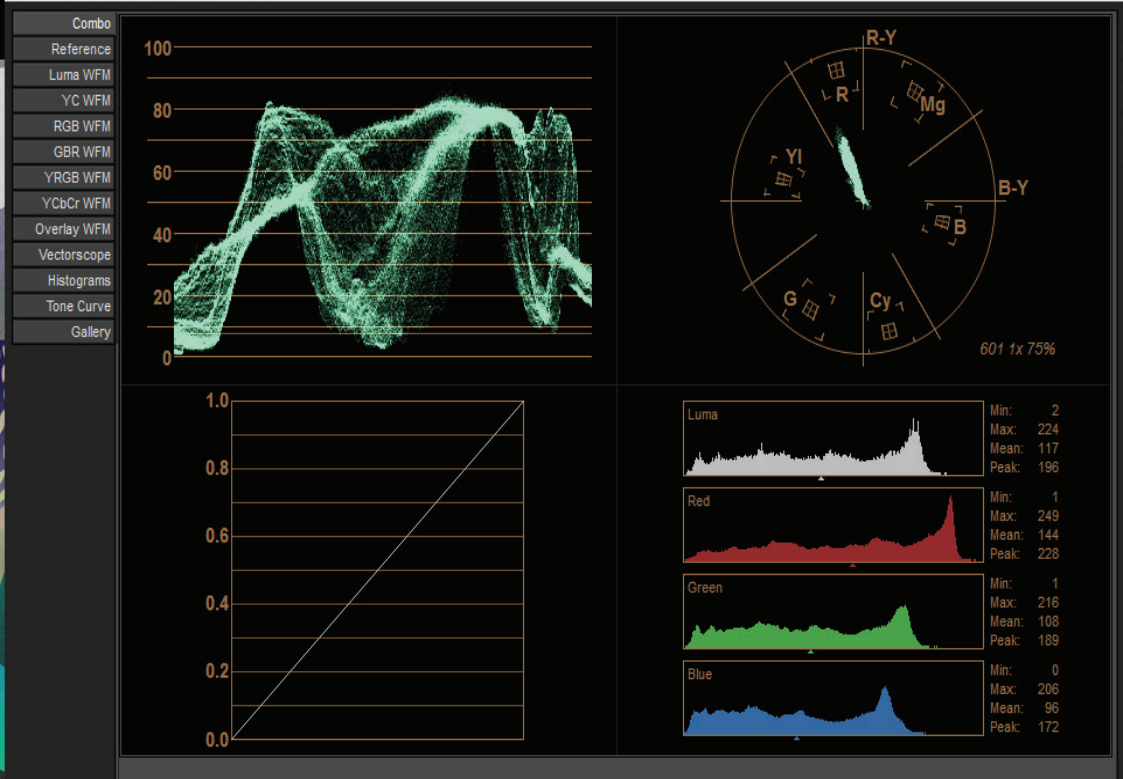 Combo
Reference
Luma WFM
YC WFM
RGB WFM
GBR WFM
YRGB WFM
YCbCr WFM
Overlay WFM
Vectorscope
Histograms
Tone Curve
Gallery
100
80
60
40
20
0
R-Y
R
Mg
Yl
B-Y
B
G
Cy
601 1x 75%
1.0
0.8
0.6
0.4
0.2
0.0
Luma
Min: 2
Max: 224
Mean: 117
Peak: 196
Red
Min: 1
Max: 249
Mean: 144
Peak: 228
Green
Min: 1
Max: 216
Mean: 108
Peak: 189
Blue
Min: 0
Max: 206
Mean: 96
Peak: 172